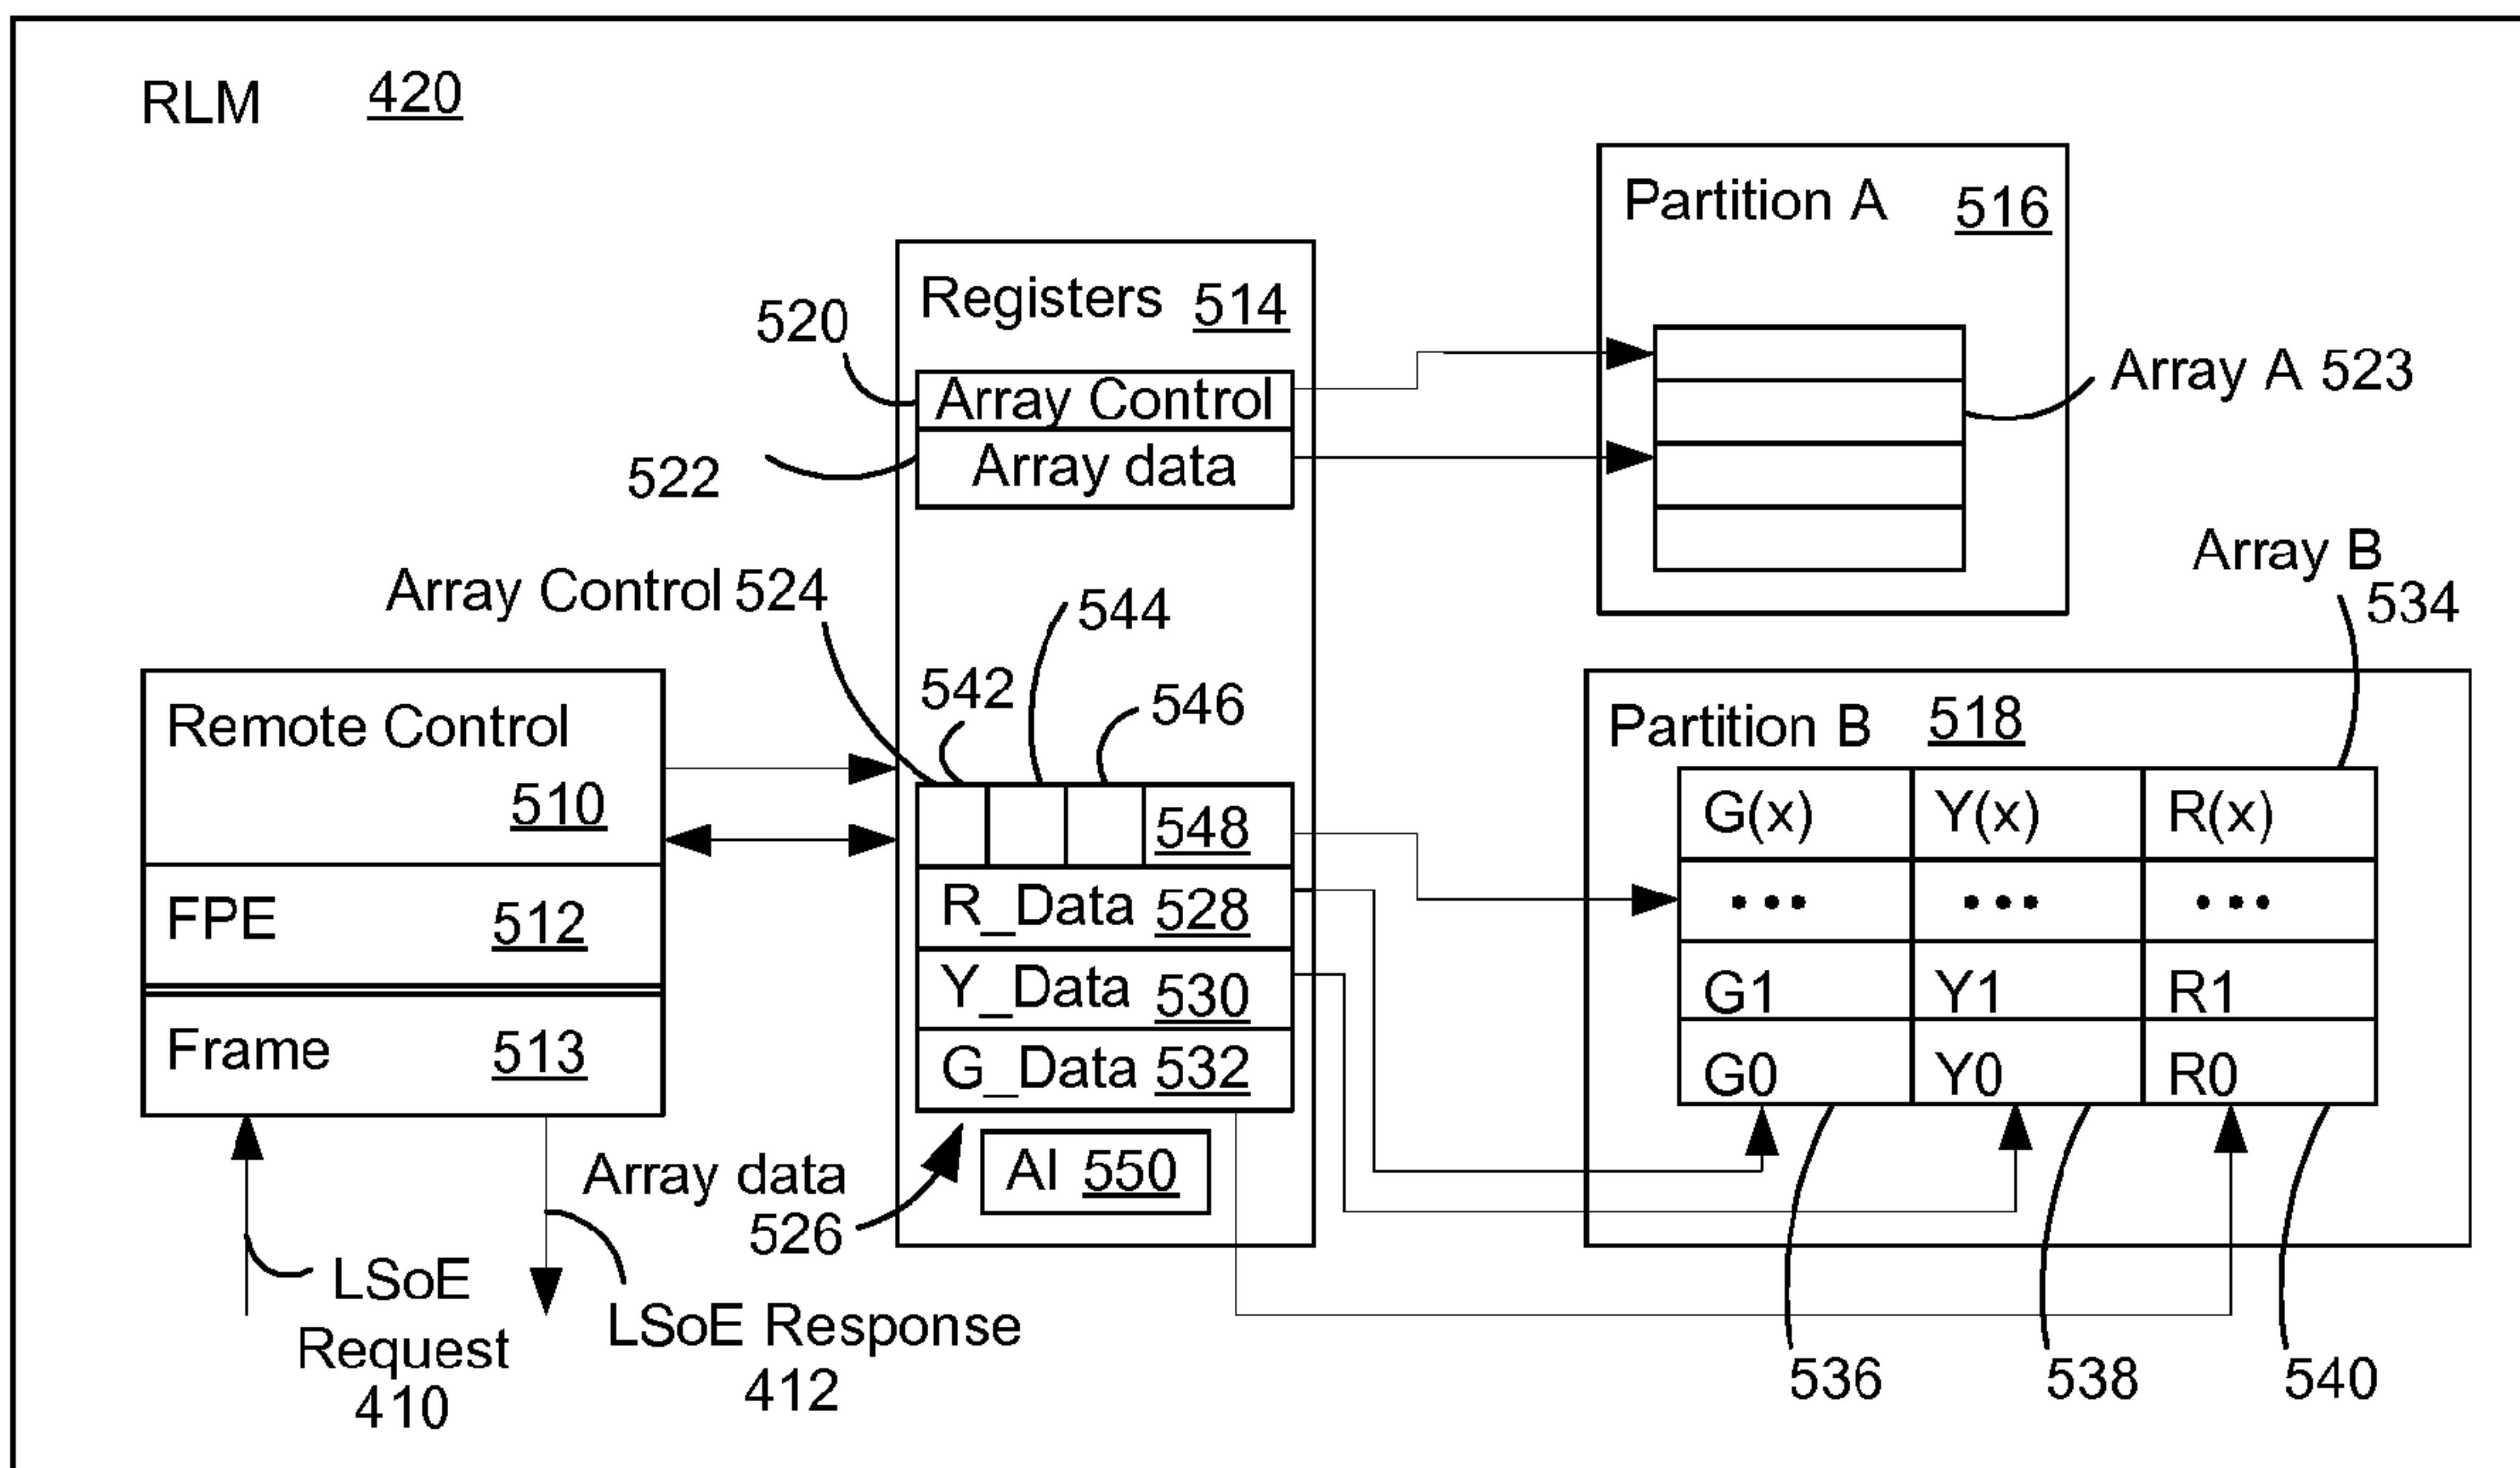 RLM 420
Partition A 516
Registers 514
520
Array Control
Array A 523
522
Array data
Array B
534
Array Control 524
544
542
546
Remote Control
510
Partition B 518
548
G(x) Y(x) R(x)
FPE 512
R_Data 528
••• ••• •••
Y_Data 530
G1 Y1 R1
Frame 513
G_Data 532
G0 Y0 R0
Array data
526
AI 550
LSoE
Request
410
LSoE Response
412
536
538
540